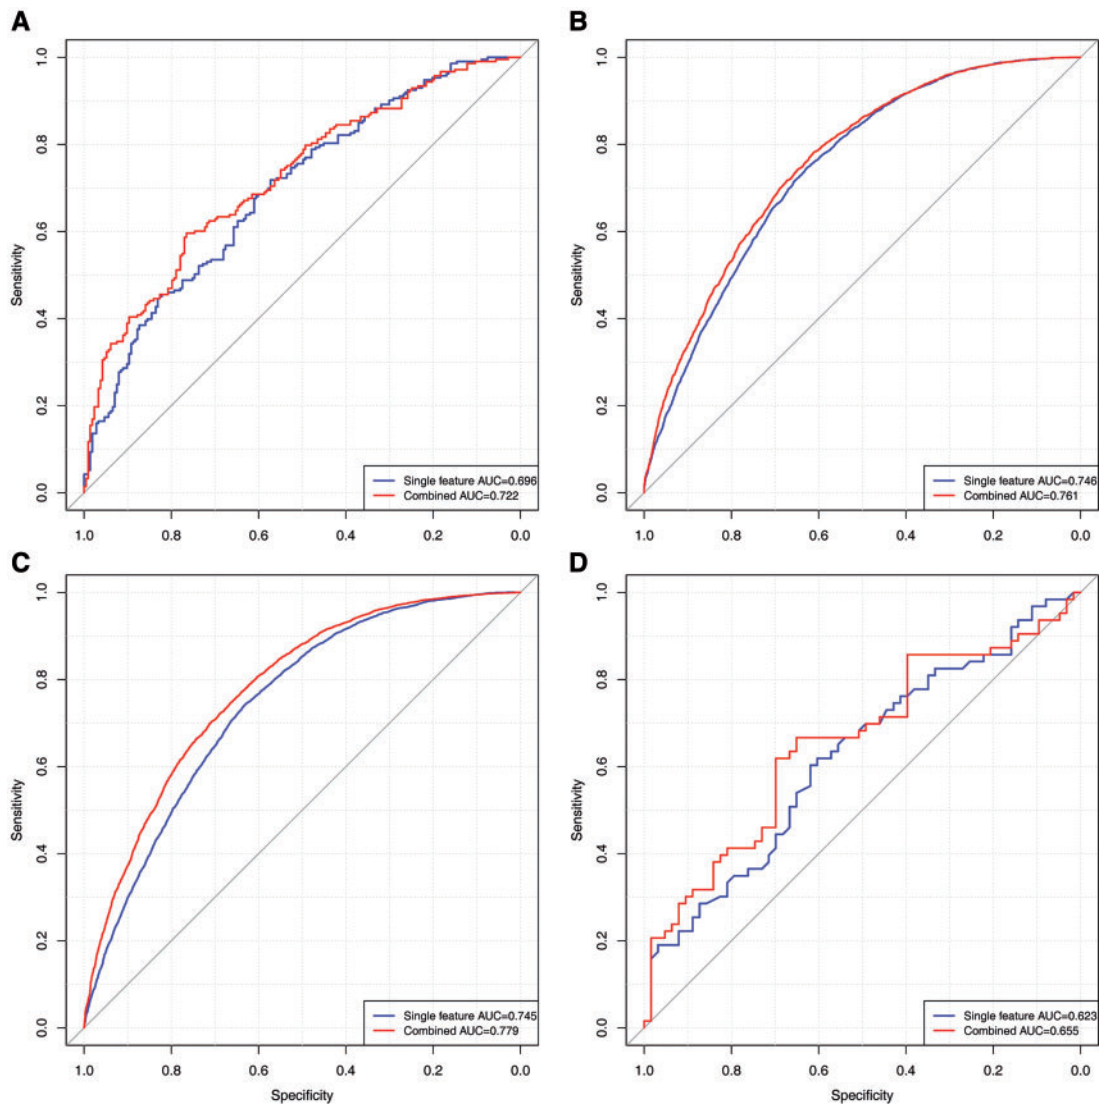 A
Sensitivity
1.0
0.8
0.6
0.4
0.2
0.0
Single feature AUC=0.696
Combined AUC=0.722
1.0 0.8 0.6 0.4 0.2 0.0
B
Sensitivity
1.0
0.8
0.6
0.4
0.2
0.0
Single feature AUC=0.746
Combined AUC=0.761
1.0 0.8 0.6 0.4 0.2 0.0
C
Sensitivity
1.0
0.8
0.6
0.4
0.2
0.0
Single feature AUC=0.745
Combined AUC=0.779
1.0 0.8 0.6 0.4 0.2 0.0
Specificity
D
Sensitivity
1.0
0.8
0.6
0.4
0.2
0.0
Single feature AUC=0.623
Combined AUC=0.655
1.0 0.8 0.6 0.4 0.2 0.0
Specificity